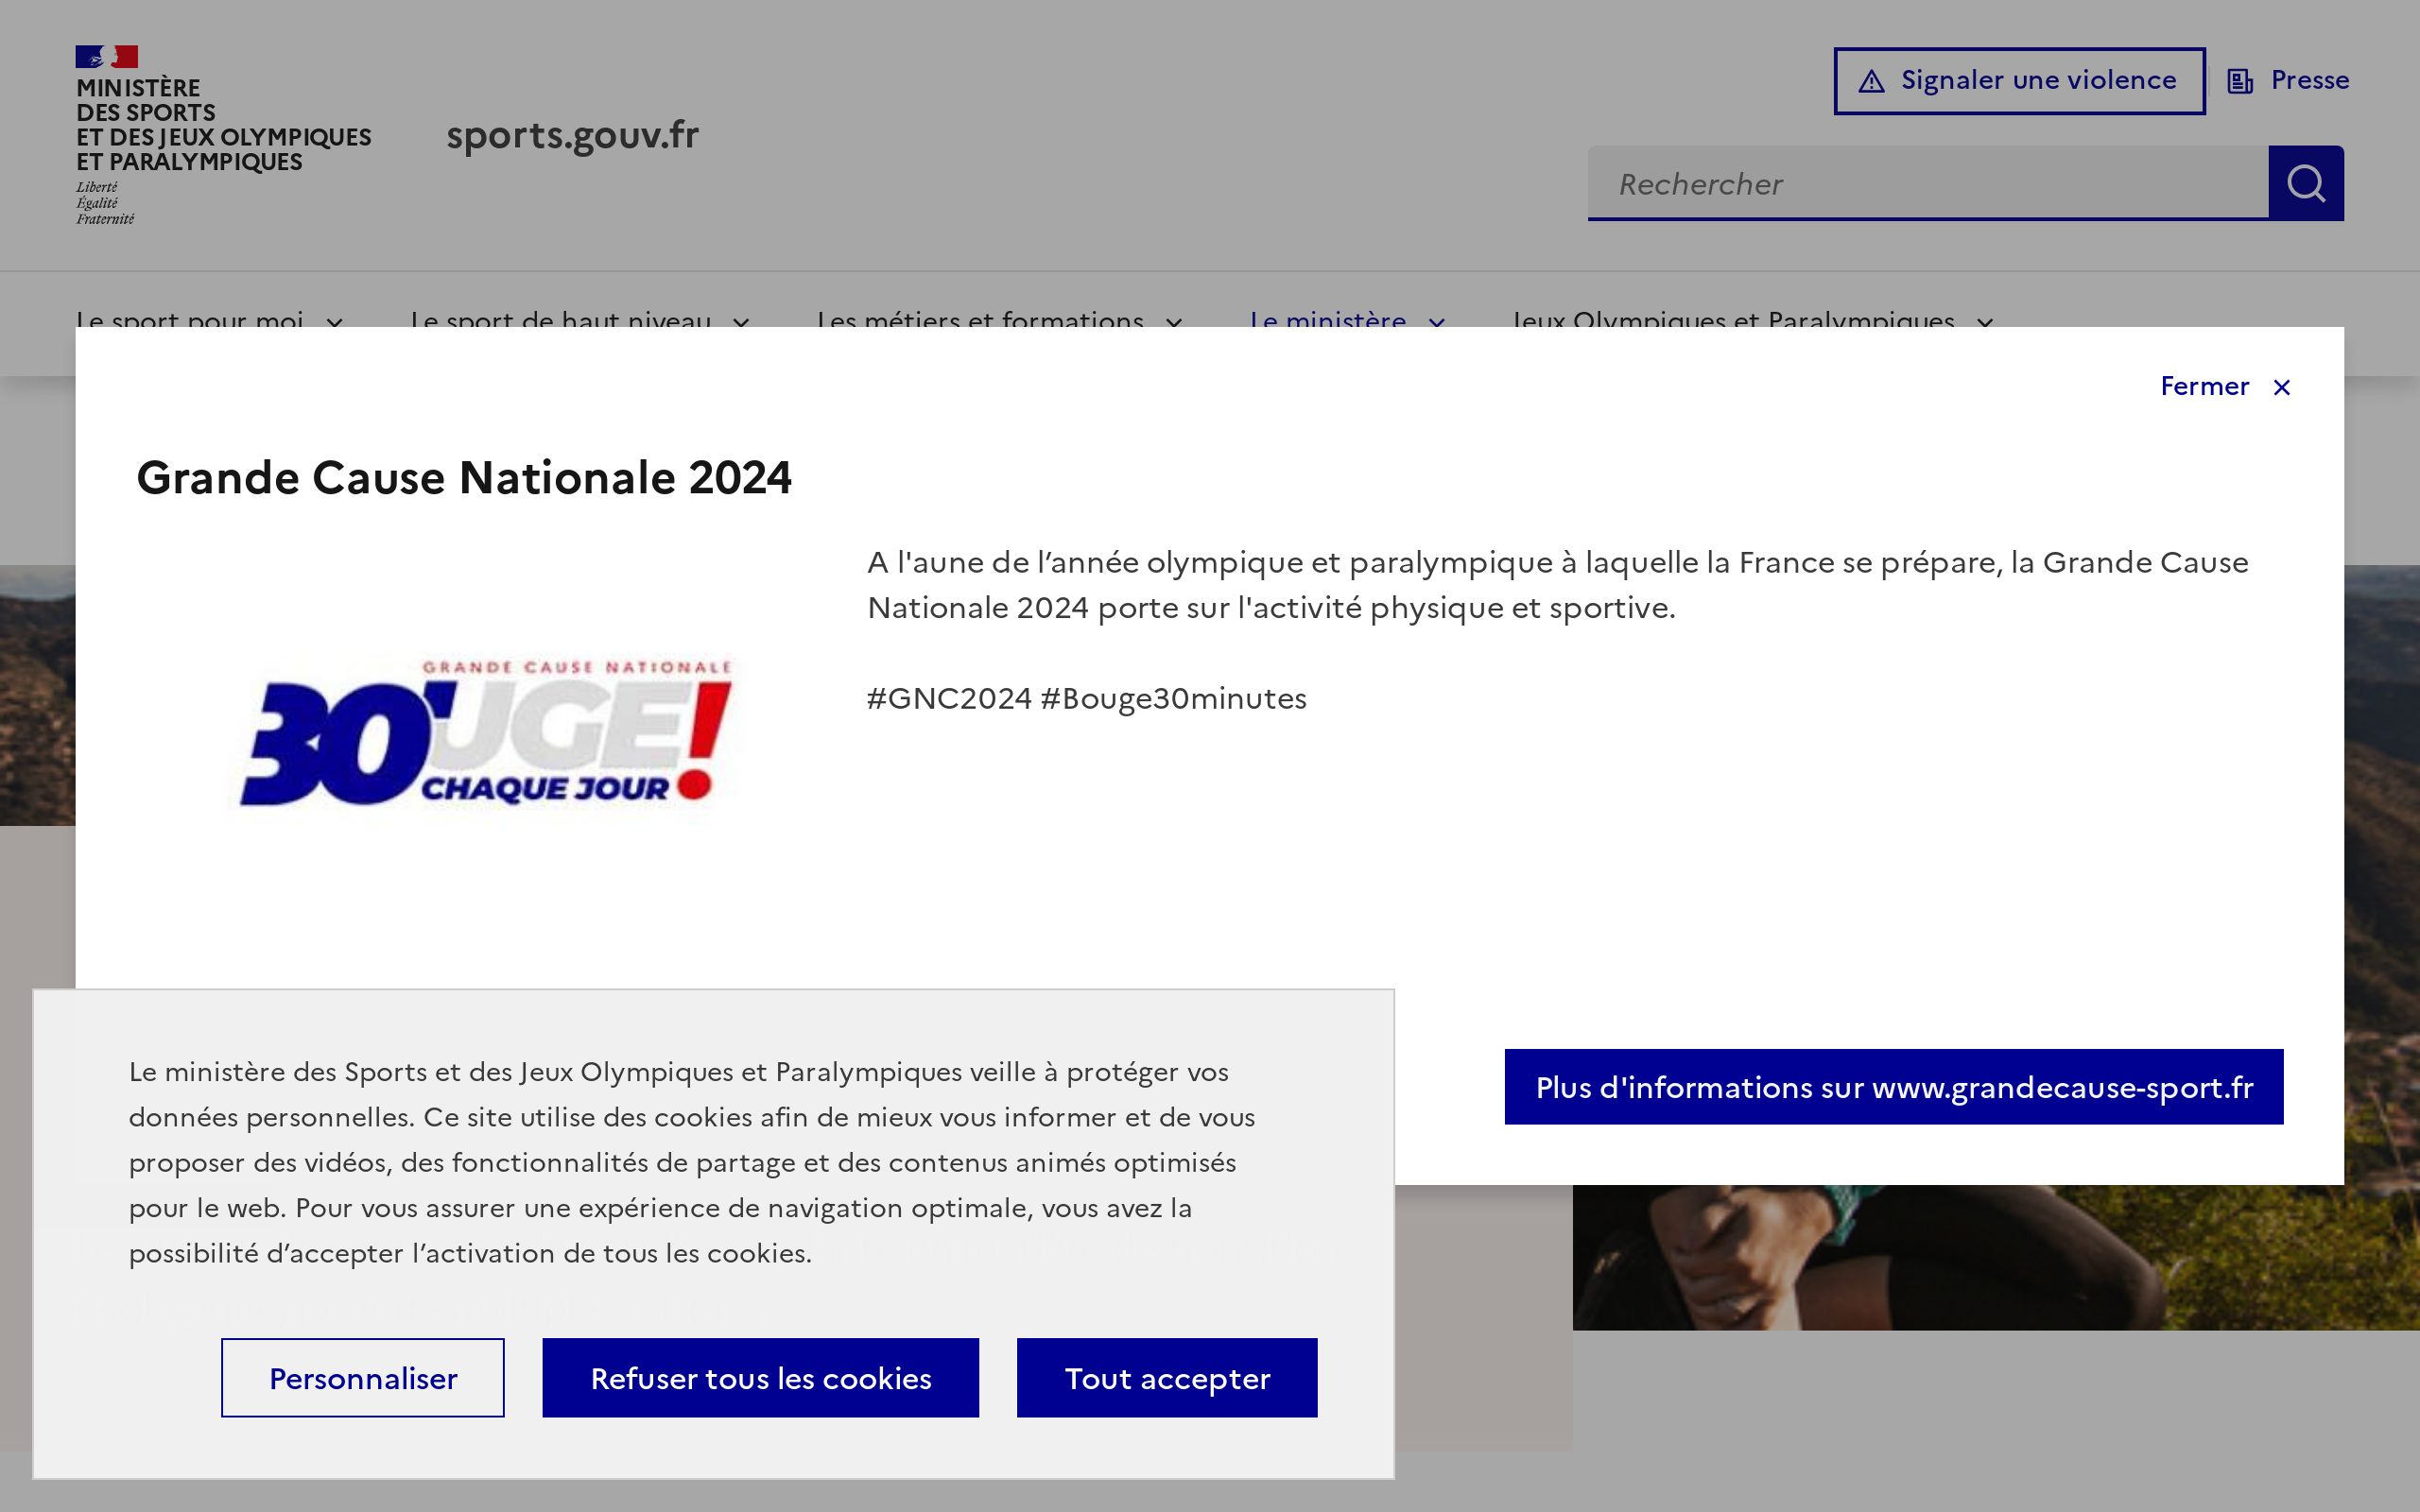 MINISTÈRE
DES SPORTS
ET DES JEUX OLYMPIQUES
ET PARALYMPIQUES
Liberté
Égalité
Fraternité
sports.gouv.fr
Signaler une violence
Presse
Rechercher
Le sport pour moi
Le sport de haut niveau
Les métiers et formations
Le ministère
Jeux Olympiques et Paralympiques
Fermer
Grande Cause Nationale 2024
GRANDE CAUSE NATIONALE
30'UGE!
CHAQUE JOUR
A l'aune de l’année olympique et paralympique à laquelle la France se prépare, la Grande Cause
Nationale 2024 porte sur l'activité physique et sportive.
#GNC2024 #Bouge30minutes
Plus d'informations sur www.grandecause-sport.fr
Le ministère des Sports et des Jeux Olympiques et Paralympiques veille à protéger vos
données personnelles. Ce site utilise des cookies afin de mieux vous informer et de vous
proposer des vidéos, des fonctionnalités de partage et des contenus animés optimisés
pour le web. Pour vous assurer une expérience de navigation optimale, vous avez la
possibilité d’accepter l’activation de tous les cookies.
Personnaliser
Refuser tous les cookies
Tout accepter